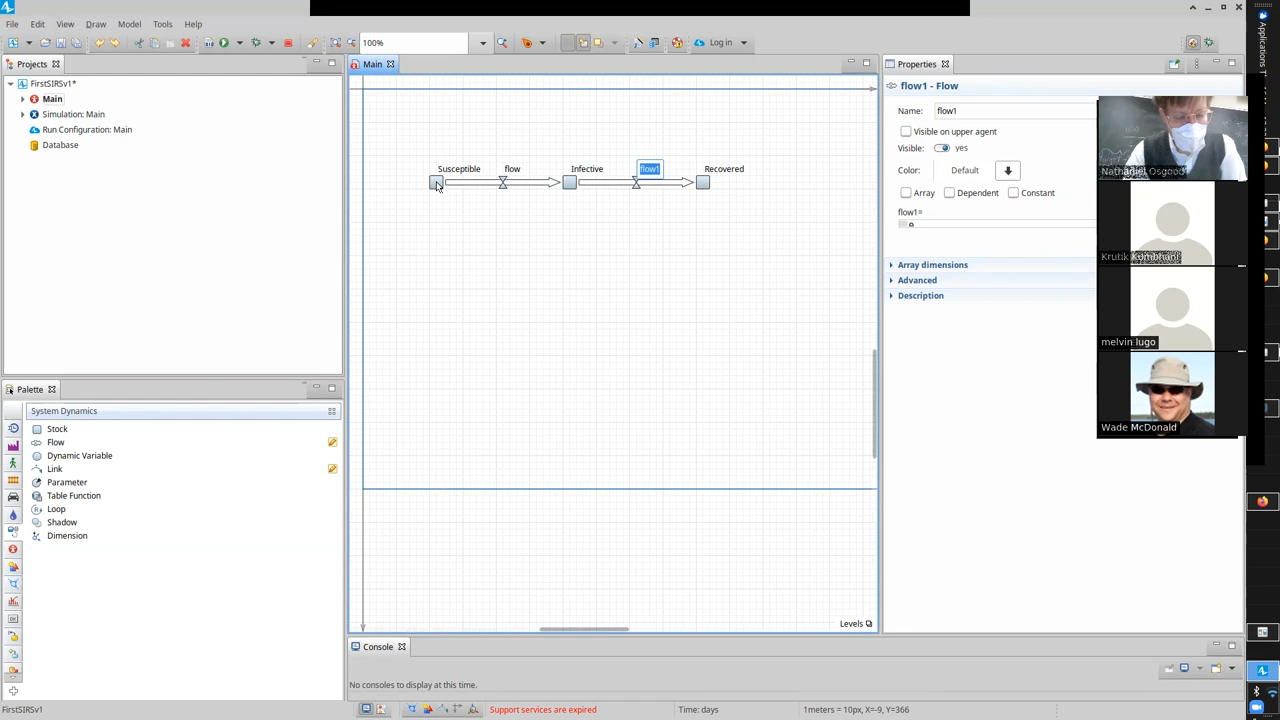 File Edit View Draw Model Tools Help
100% Log in
Projects
FirstSIRSv1*
Main
Simulation: Main
Run Configuration: Main
Database
Palette
System Dynamics
Stock
Flow
Dynamic Variable
Link
Parameter
Table Function
Loop
Shadow
Dimension
Main
Susceptible flow Infective flow1 Recovered
Levels
Console
No consoles to display at this time.
Properties
flow1 - Flow
Name: flow1
Visible on upper agent
Visible: yes
Color: Default
Array Dependent Constant
flow1=
Array dimensions
Advanced
Description
Nathaniel Osgood
Krutik Kumbhani
melvin lugo
Wade McDonald
Applications
FirstSIRSv1 Support services are expired Time: days 1meters = 10px, X=-9, Y=366